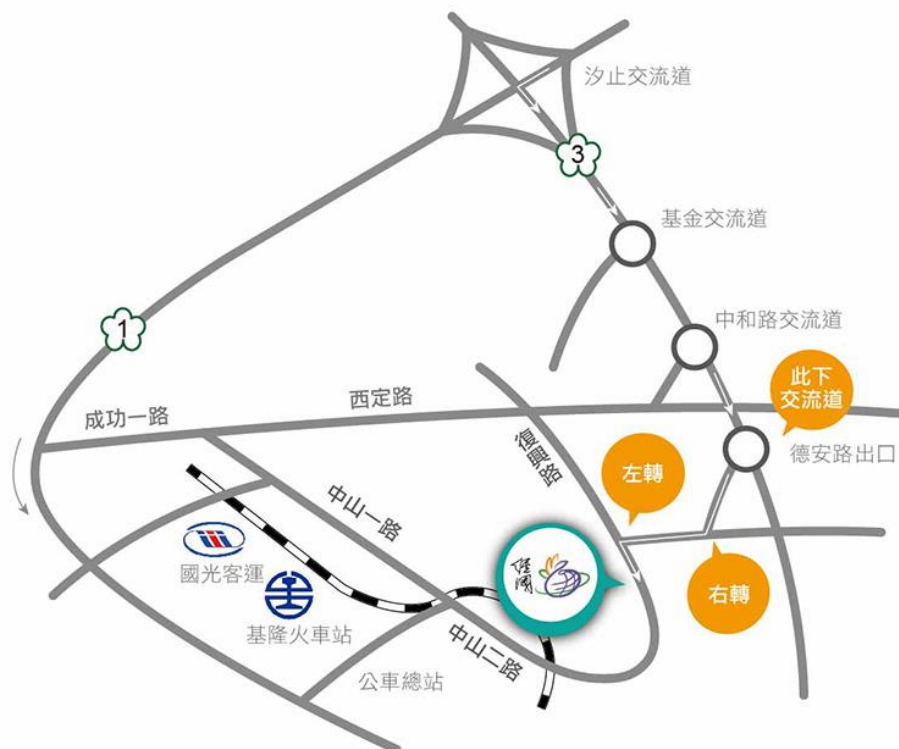 汐止交流道
3
基金交流道
1
中和路交流道
此下
交流道
西定路
成功一路
復興路
左轉
德安路出口
中山一路
國光客運
經國
右轉
基隆火車站
中山二路
公車總站